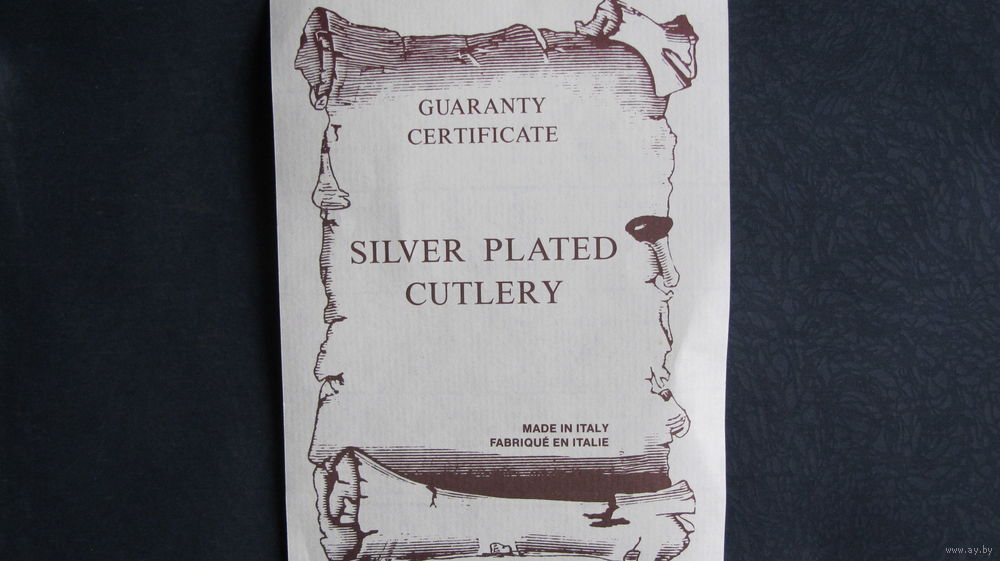 GUARANTY
CERTIFICATE
SILVER PLATED
CUTLERY
MADE IN ITALY
FABRIQUÉ EN ITALIE
www.ay.by